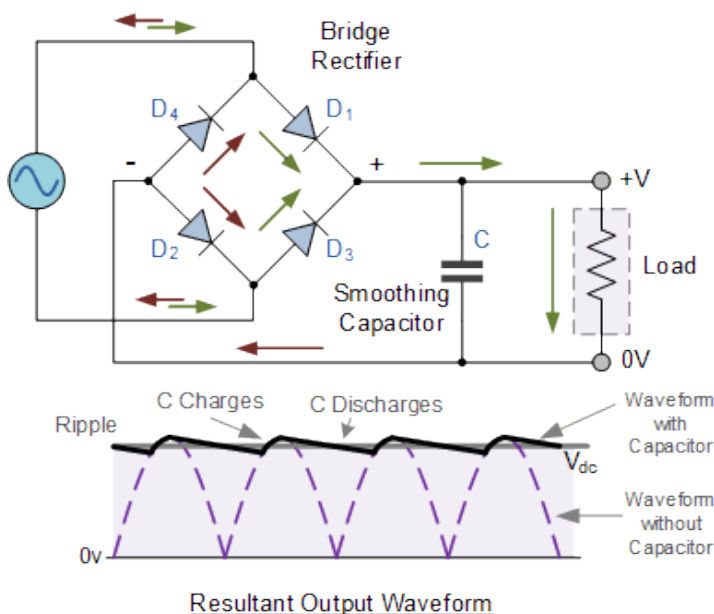 Bridge
Rectifier
D4
D1
-
+
+V
D2
D3
C
Load
Smoothing
Capacitor
0V
C Charges
C Discharges
Waveform
with
Capacitor
Ripple
Vdc
Waveform
without
Capacitor
0v
Resultant Output Waveform